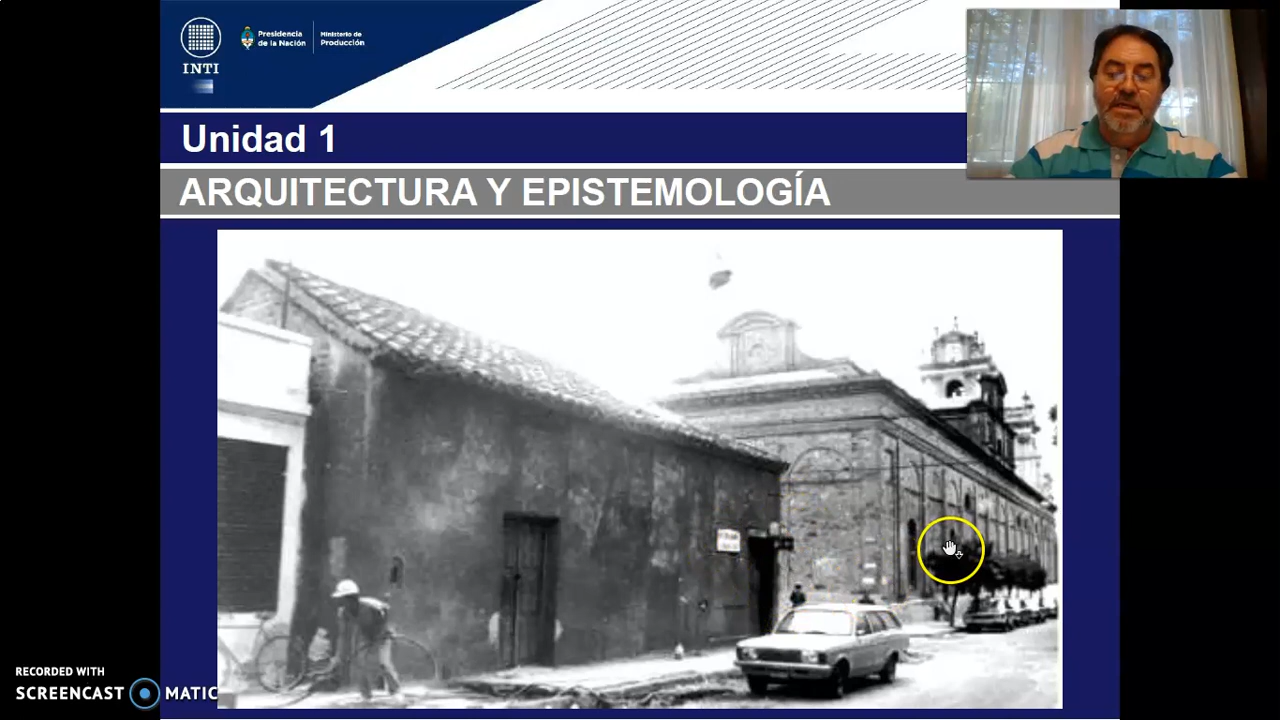 INTI
Presidencia
de la Nación
Ministerio de
Producción
Unidad 1
ARQUITECTURA Y EPISTEMOLOGÍA
RECORDED WITH
SCREENCAST MATIC